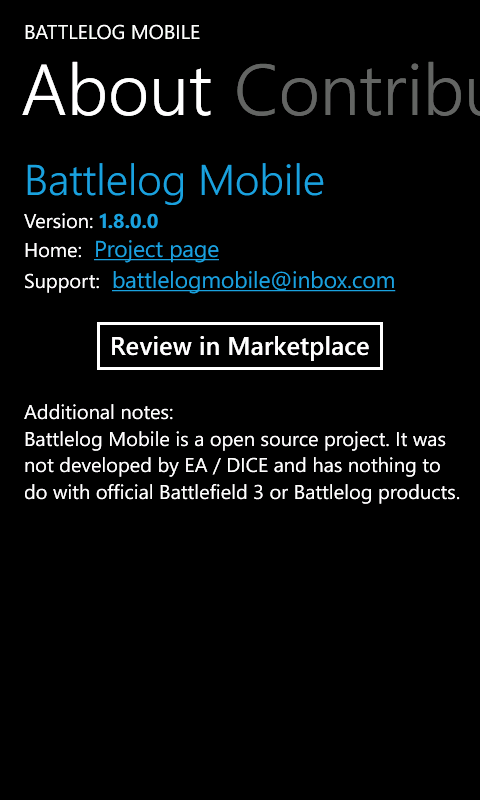 BATTLELOG MOBILE
About Contribu
Battlelog Mobile
Version: 1.8.0.0
Home: Project page
Support: battlelogmobile@inbox.com
Review in Marketplace
Additional notes:
Battlelog Mobile is a open source project. It was
not developed by EA / DICE and has nothing to
do with official Battlefield 3 or Battlelog products.